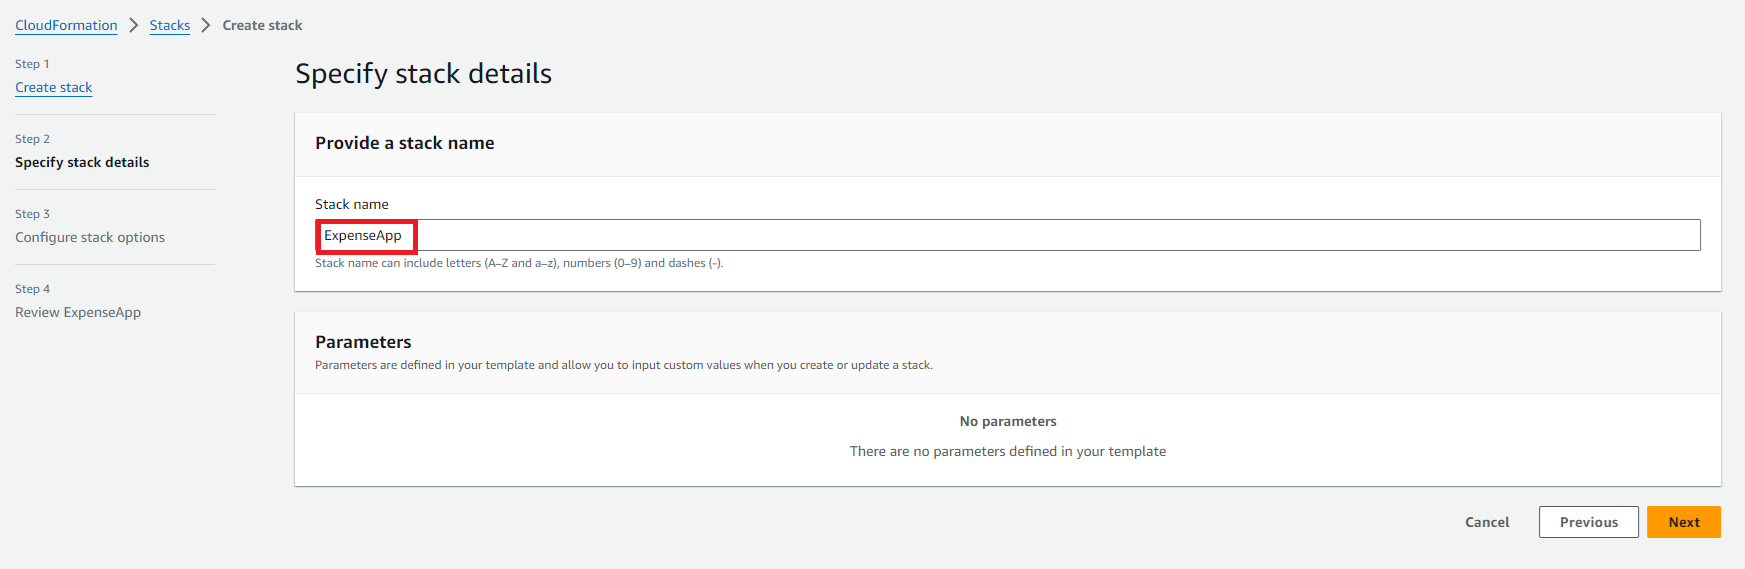 CloudFormation > Stacks > Create stack
Step 1
Create stack
Step 2
Specify stack details
Step 3
Configure stack options
Step 4
Review ExpenseApp
Specify stack details
Provide a stack name
Stack name
ExpenseApp
Stack name can include letters (A–Z and a–z), numbers (0–9) and dashes (-).
Parameters
Parameters are defined in your template and allow you to input custom values when you create or update a stack.
No parameters
There are no parameters defined in your template
Cancel Previous Next